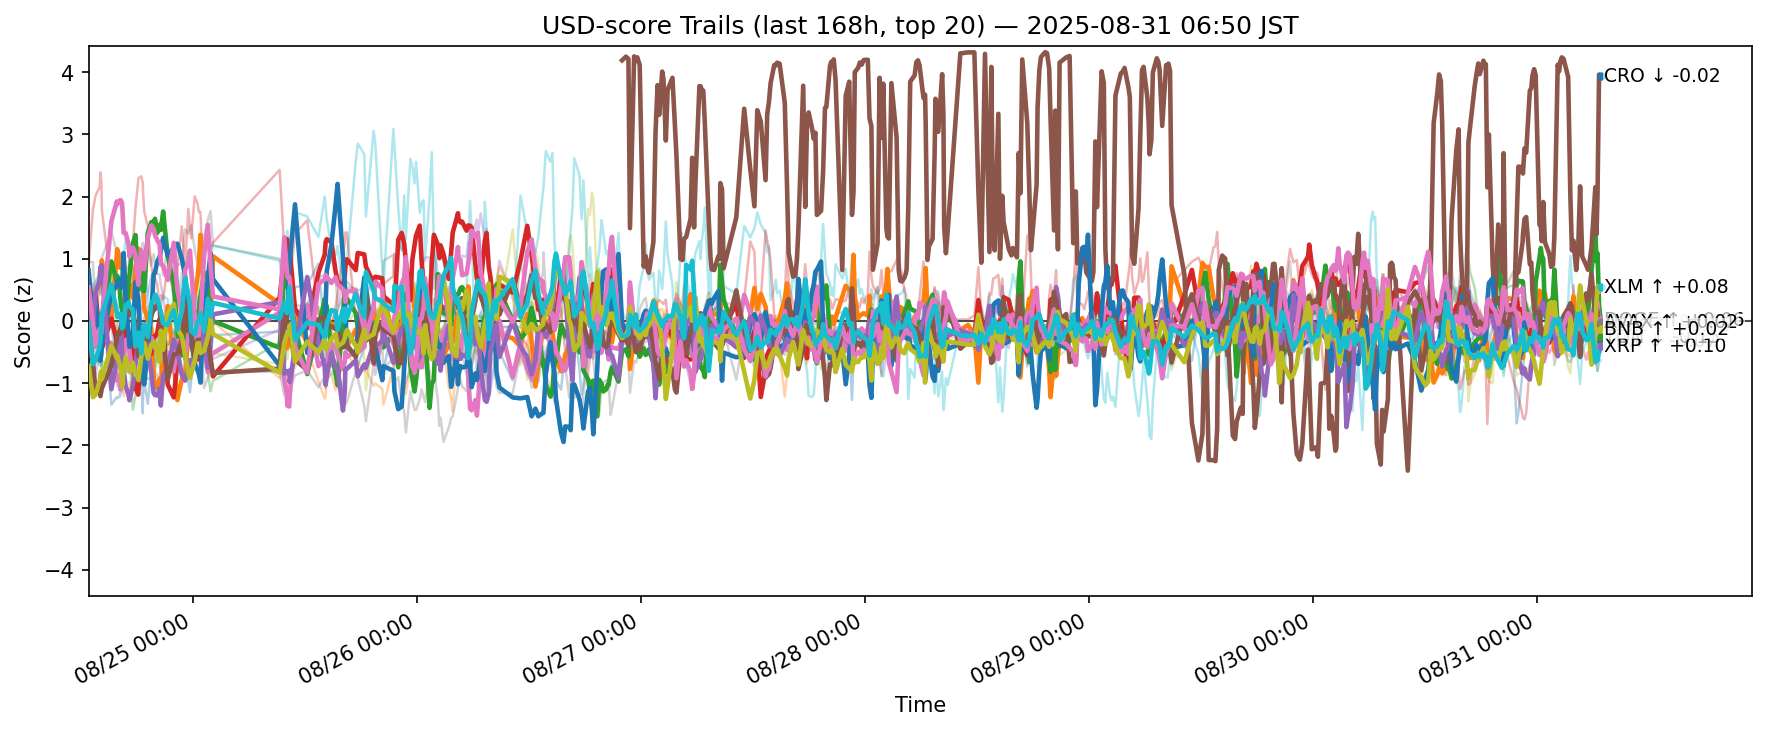 USD-score Trails (last 168h, top 20) — 2025-08-31 06:50 JST
Score (z)
4
3
2
1
0
−1
−2
−3
−4
CRO ↓ -0.02
XLM ↑ +0.08
BNB ↑ +0.02
XRP ↑ +0.10
08/25 00:00
08/26 00:00
08/27 00:00
08/28 00:00
08/29 00:00
08/30 00:00
08/31 00:00
Time